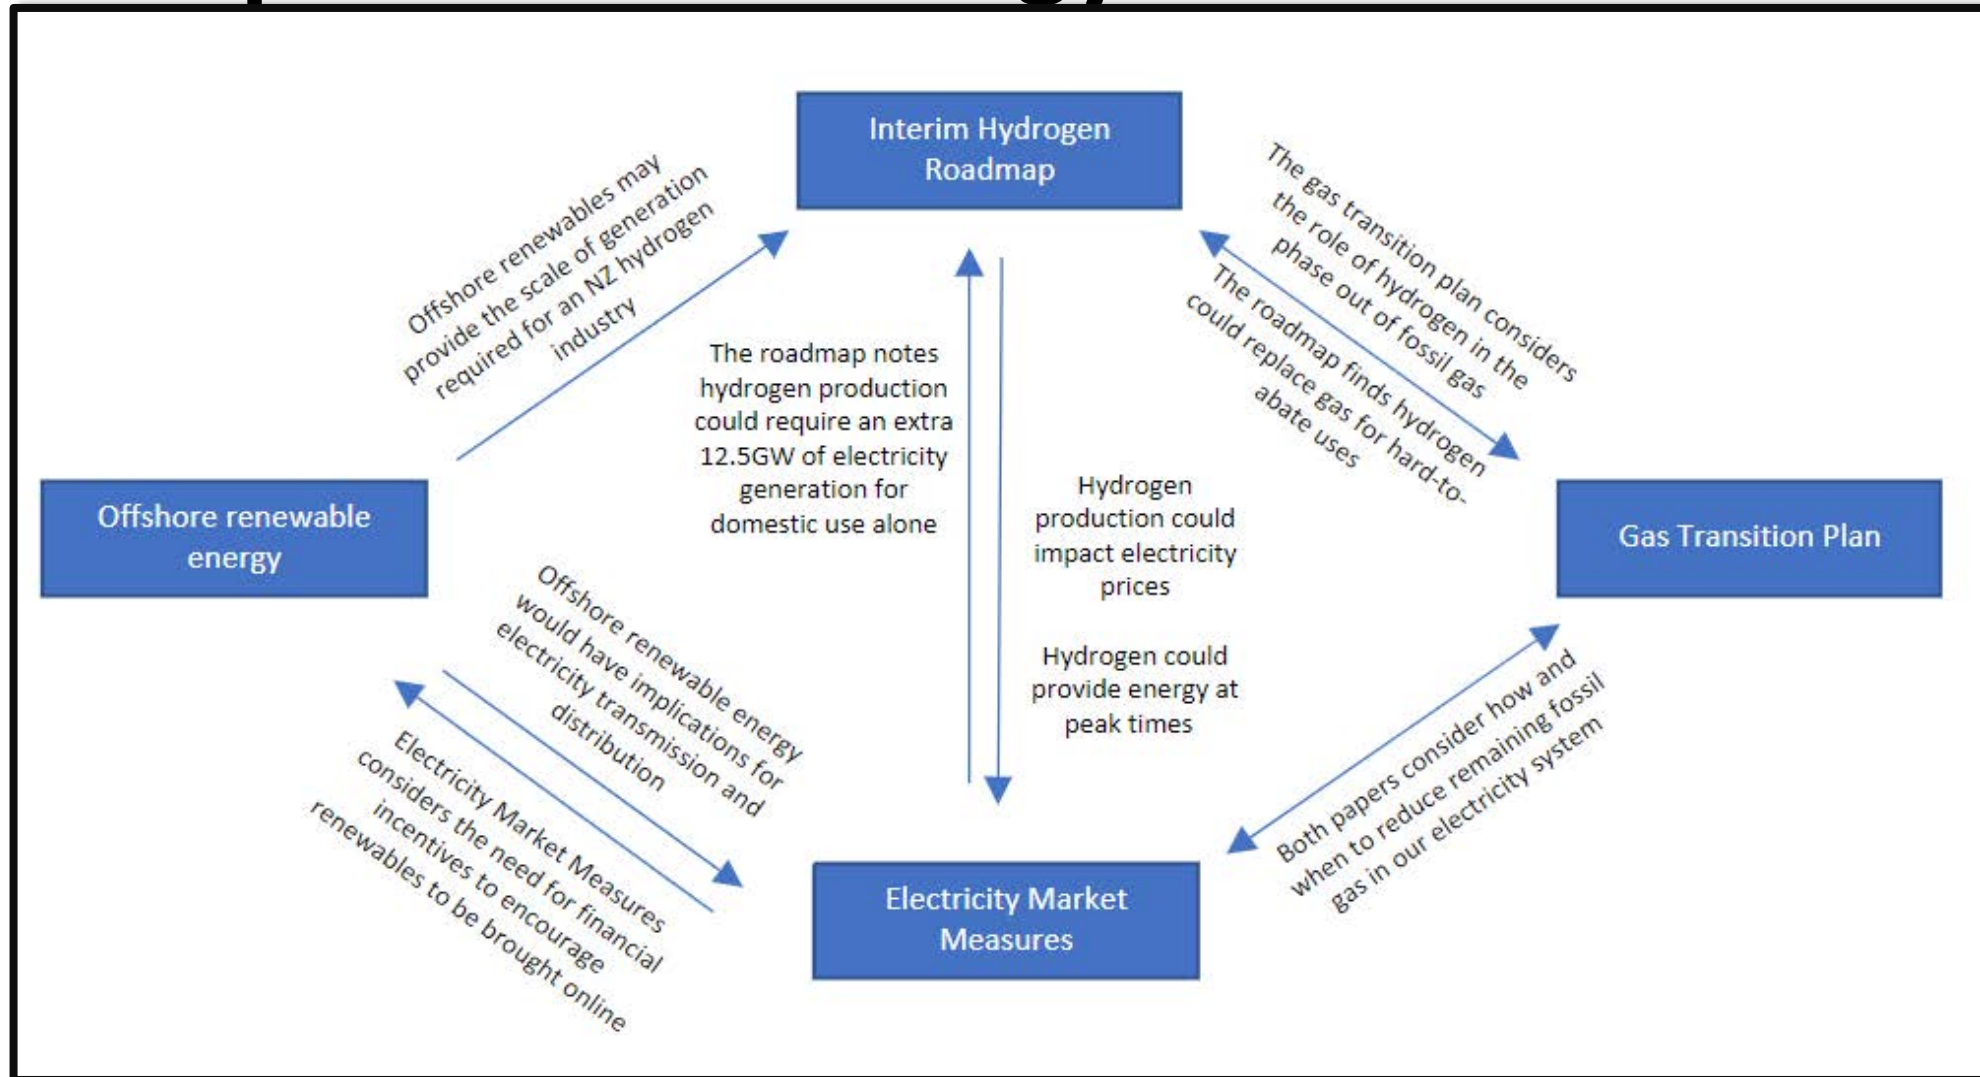 Interim Hydrogen
Roadmap
Offshore renewables may
provide the scale of generation
required for an NZ hydrogen
industry
The gas transition plan considers
the role of hydrogen in the
phase out of fossil gas
The roadmap finds hydrogen
could replace gas for hard-to-
abate uses
The roadmap notes
hydrogen production
could require an extra
12.5GW of electricity
generation for
domestic use alone
Hydrogen
production could
impact electricity
prices
Hydrogen could
provide energy at
peak times
Offshore renewable
energy
Gas Transition Plan
Offshore renewable energy
would have implications for
electricity transmission and
distribution
Electricity Market Measures
considers the need for financial
incentives to encourage
renewables to be brought online
Both papers consider how and
when to reduce remaining fossil
gas in our electricity system
Electricity Market
Measures